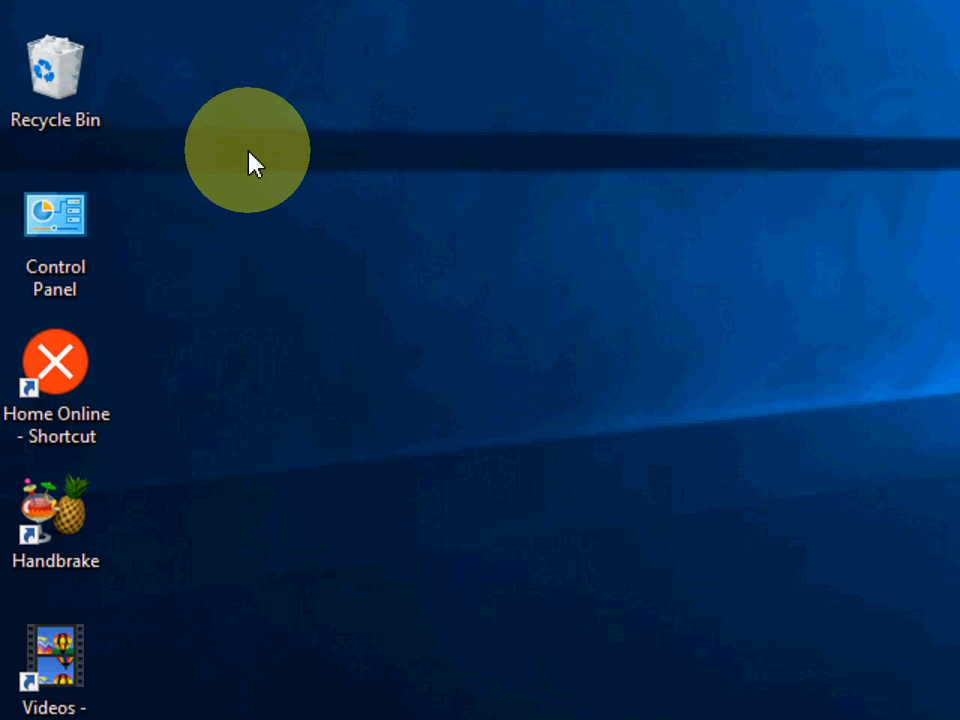 Recycle Bin
Control
Panel
Home Online
- Shortcut
Handbrake
Videos -